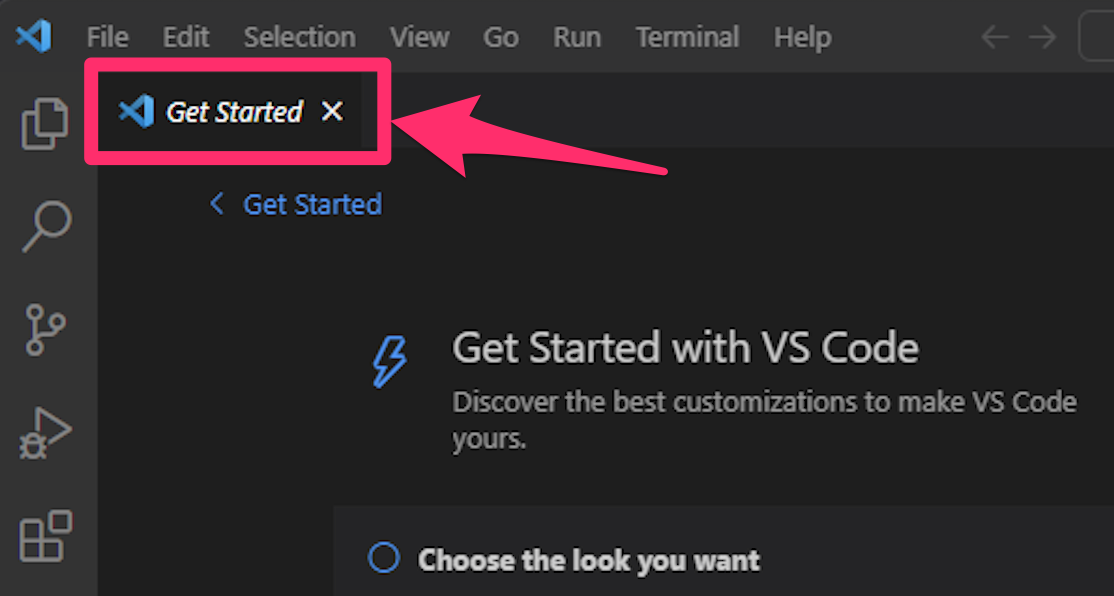 File Edit Selection View Go Run Terminal Help
Get Started
Get Started
Get Started with VS Code
Discover the best customizations to make VS Code
yours.
Choose the look you want